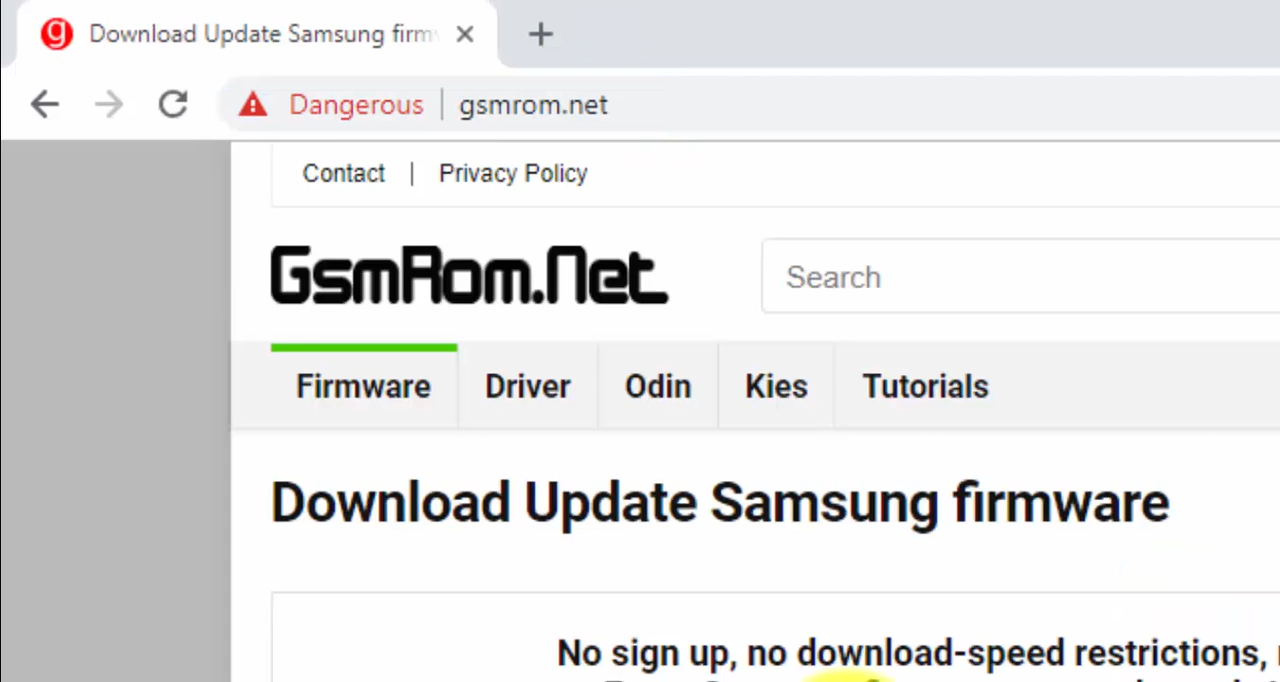 Download Update Samsung firm
Dangerous | gsmrom.net
Contact | Privacy Policy
GsmRom.Net
Search
Firmware Driver Odin Kies Tutorials
Download Update Samsung firmware
No sign up, no download-speed restrictions,